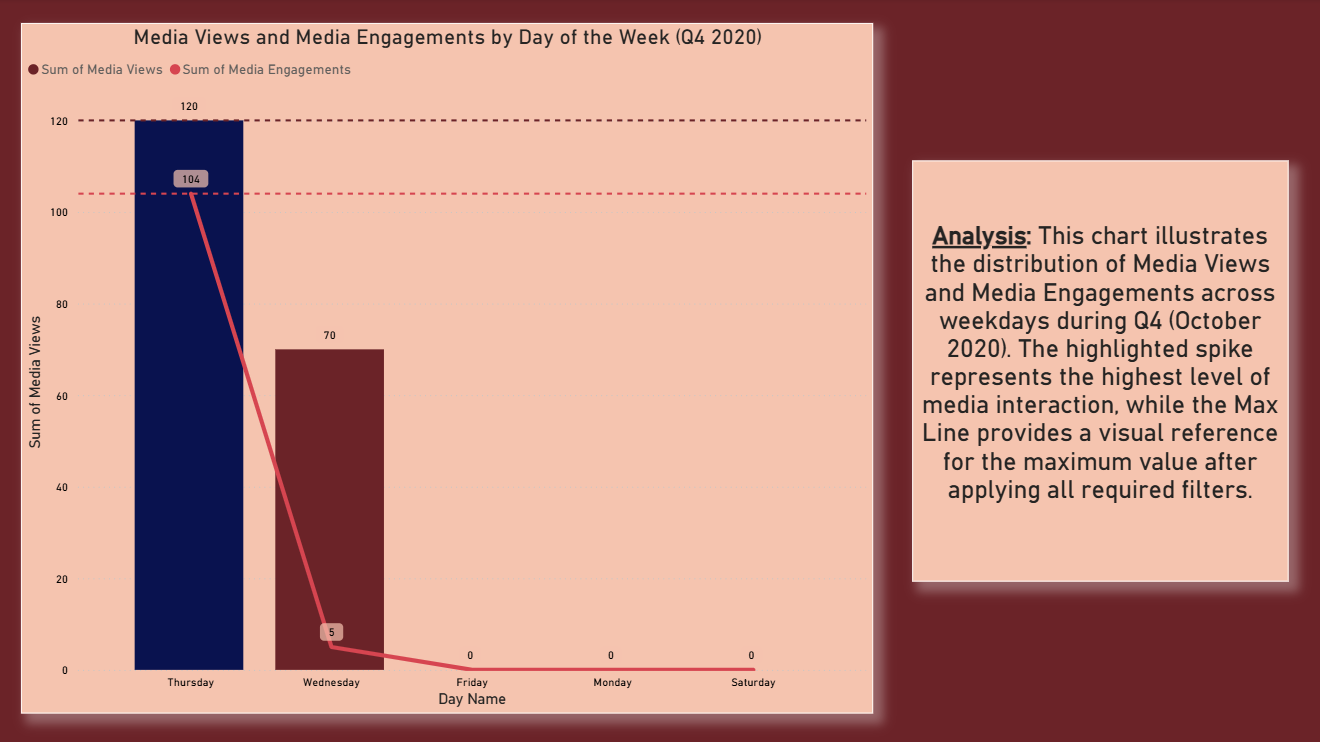 Media Views and Media Engagements by Day of the Week (Q4 2020)
Sum of Media Views Sum of Media Engagements
120
120
104
100
80
70
60
40
20
5
0
0
0
0
Sum of Media Views
Thursday Wednesday Friday Monday Saturday
Day Name
Analysis: This chart illustrates
the distribution of Media Views
and Media Engagements across
weekdays during Q4 (October
2020). The highlighted spike
represents the highest level of
media interaction, while the Max
Line provides a visual reference
for the maximum value after
applying all required filters.